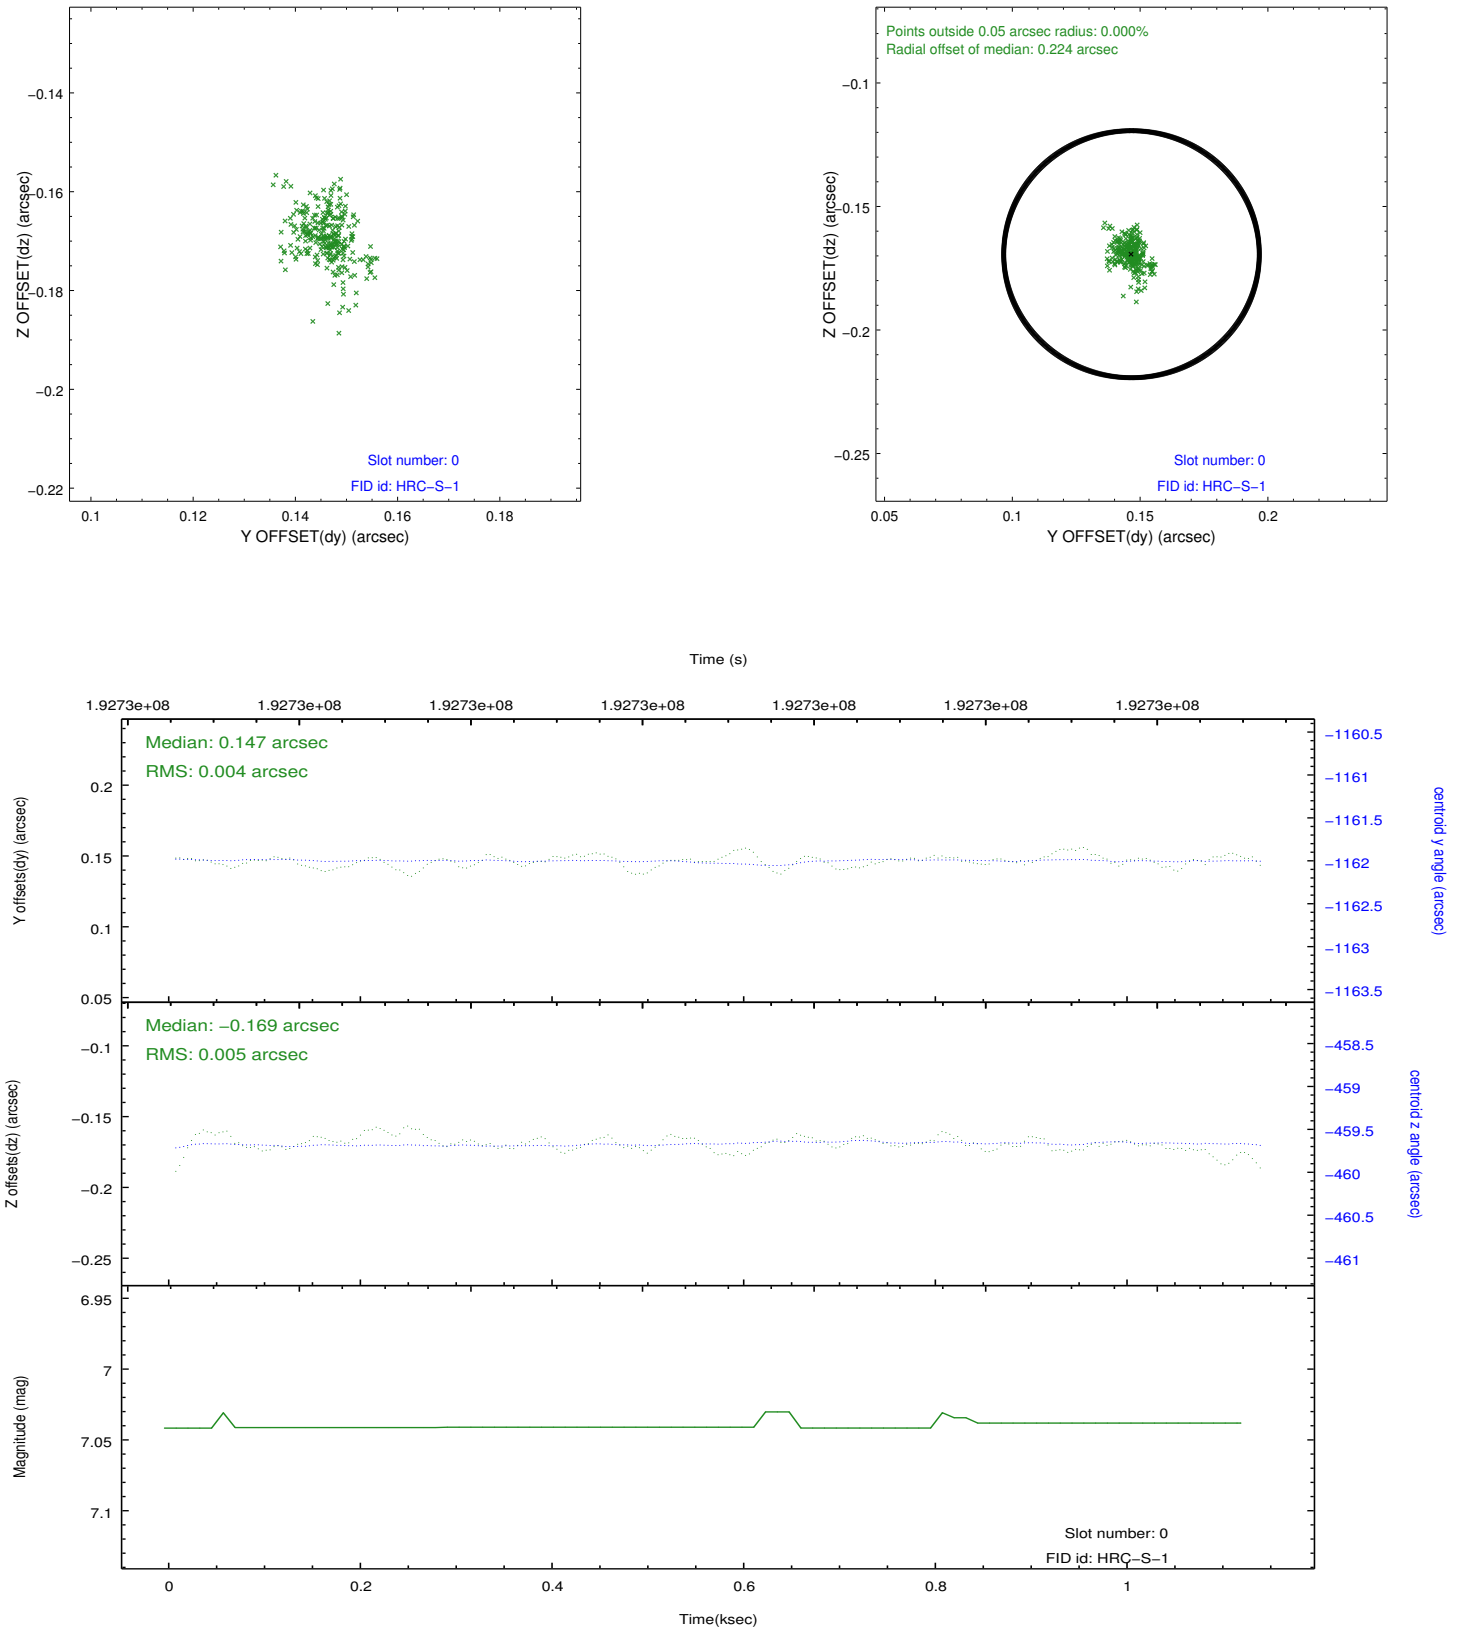 Points outside 0.05 arcsec radius: 0.000%
Radial offset of median: 0.224 arcsec
−0.14
−0.16
−0.18
−0.2
−0.22
Z OFFSET(dz) (arcsec)
Slot number: 0
FID id: HRC−S−1
0.1 0.12 0.14 0.16 0.18
Y OFFSET(dy) (arcsec)
−0.1
−0.15
−0.2
−0.25
Z OFFSET(dz) (arcsec)
Slot number: 0
FID id: HRC−S−1
0.05 0.1 0.15 0.2
Y OFFSET(dy) (arcsec)
Time (s)
1.9273e+08 1.9273e+08 1.9273e+08 1.9273e+08 1.9273e+08 1.9273e+08 1.9273e+08
Median: 0.147 arcsec
RMS: 0.004 arcsec
0.2
0.15
0.1
0.05
Y offsets(dy) (arcsec)
−1160.5
−1161
−1161.5
−1162
−1162.5
−1163
−1163.5
centroid y angle (arcsec)
Median: −0.169 arcsec
RMS: 0.005 arcsec
−0.1
−0.15
−0.2
−0.25
Z offsets(dz) (arcsec)
−458.5
−459
−459.5
−460
−460.5
−461
centroid z angle (arcsec)
6.95
7
7.05
7.1
Magnitude (mag)
Slot number: 0
FID id: HRC−S−1
0 0.2 0.4 0.6 0.8 1
Time(ksec)